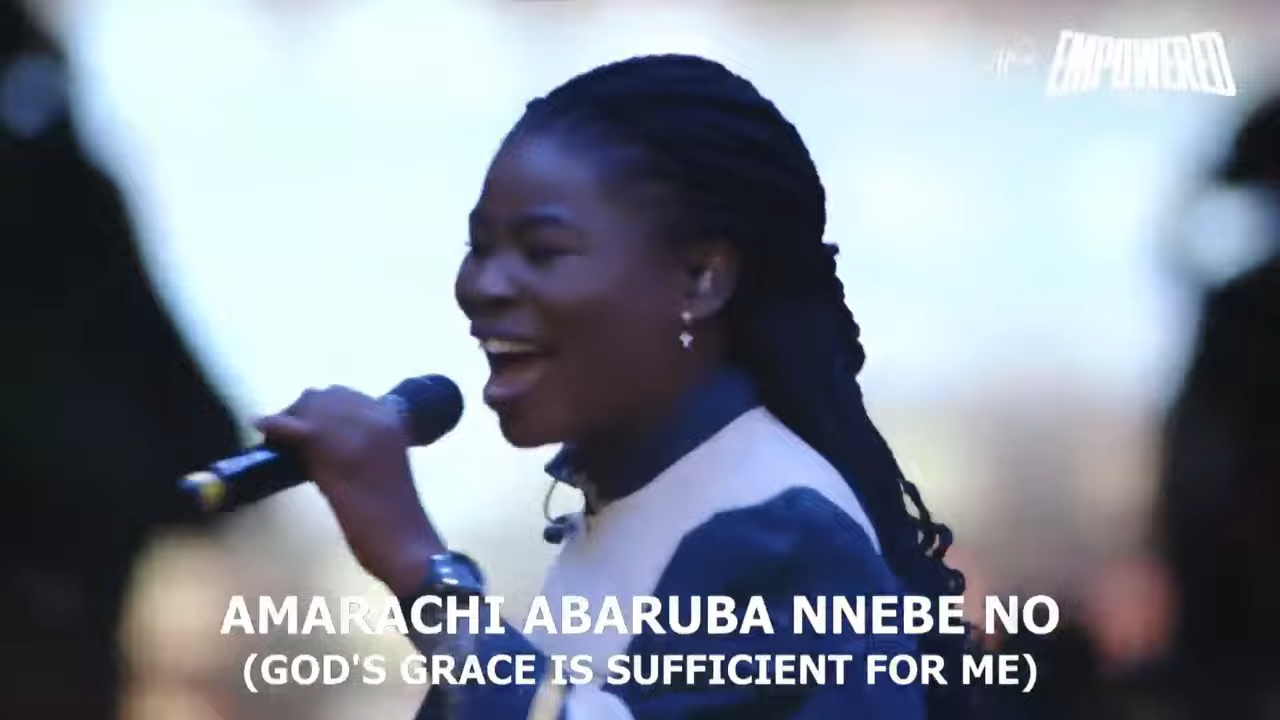 EMPOWERED
AMARACHI ABARUBA NNEBE NO
(GOD'S GRACE IS SUFFICIENT FOR ME)